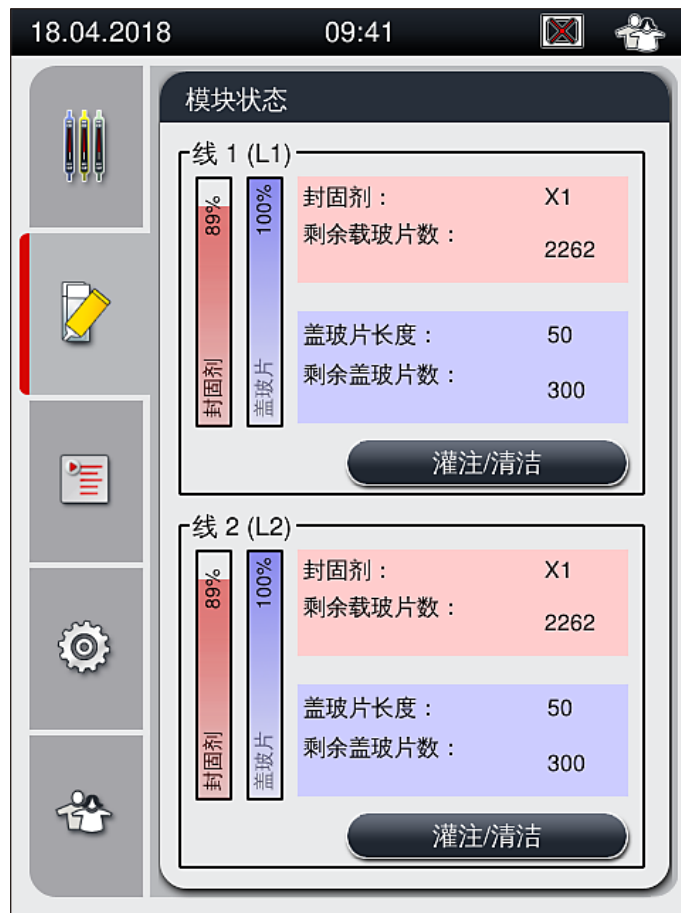 18.04.2018 09:41
模块状态
线 1 (L1)
89%
封固剂
100%
盖玻片
封固剂： X1
剩余载玻片数： 2262
盖玻片长度： 50
剩余盖玻片数： 300
灌注/清洁
线 2 (L2)
89%
封固剂
100%
盖玻片
封固剂： X1
剩余载玻片数： 2262
盖玻片长度： 50
剩余盖玻片数： 300
灌注/清洁